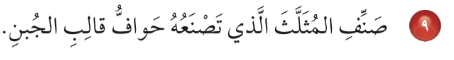 ٩ صَنِّفِ المُثَلَّثَ الَّذي تَصْنَعُهُ حَوافُّ قالِبِ الجُبنِ.